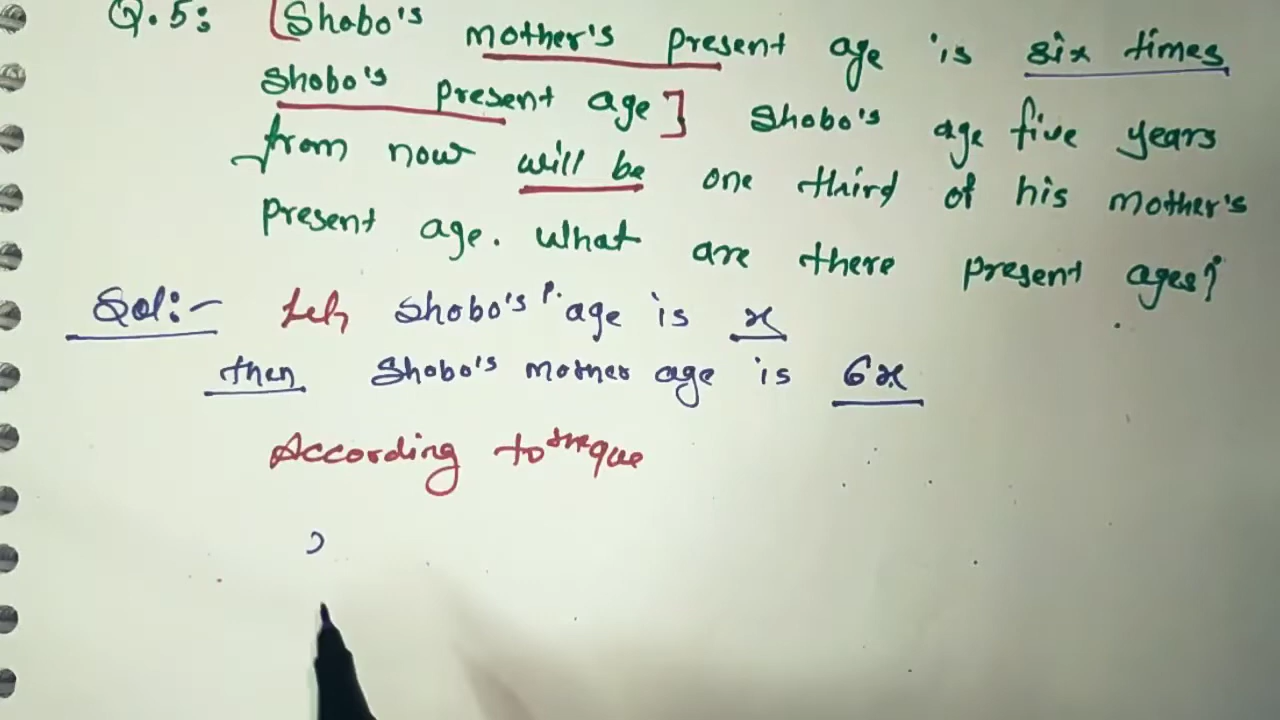 Q.5: [Shobo's mother's present age is six times
shobo's present age] Shobo's age five years
from now will be one third of his mother's
present age. What are there present ages?
Sol:- Let, Shobo's P. age is x
then Shobo's mother age is 6x
According to the que